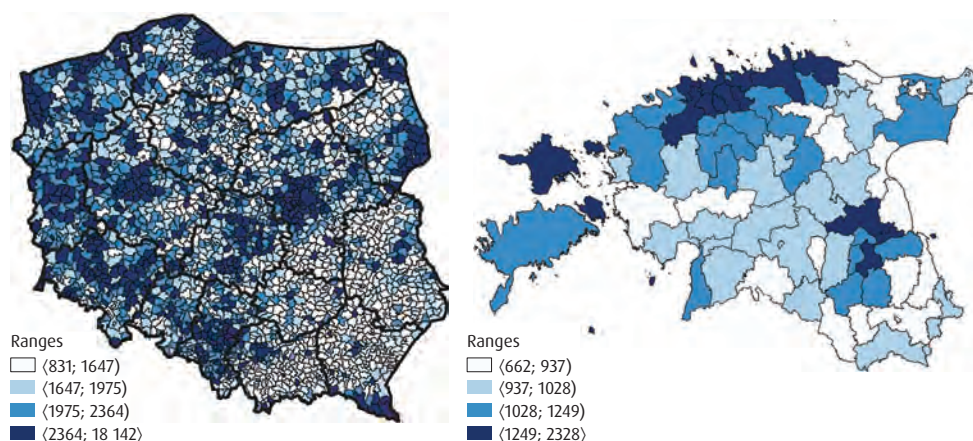 Ranges
⟨831; 1647)
⟨1647; 1975)
⟨1975; 2364)
⟨2364; 18 142⟩
Ranges
⟨662; 937)
⟨937; 1028)
⟨1028; 1249)
⟨1249; 2328⟩